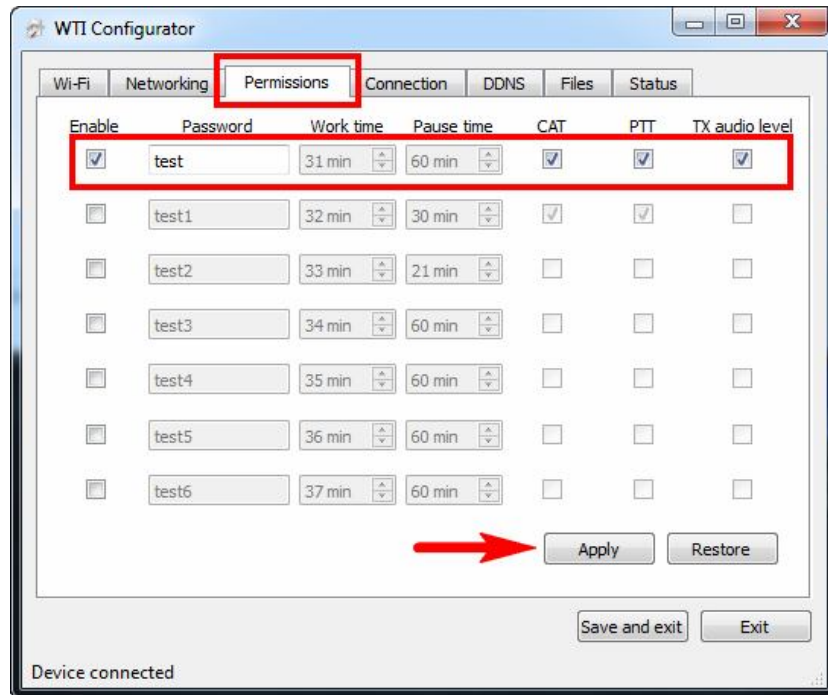 WTI Configurator
Wi-Fi Networking Permissions Connection DDNS Files Status
Enable Password Work time Pause time CAT PTT TX audio level
test 31 min 60 min
test1 32 min 30 min
test2 33 min 21 min
test3 34 min 60 min
test4 35 min 60 min
test5 36 min 60 min
test6 37 min 60 min
Apply Restore
Save and exit Exit
Device connected